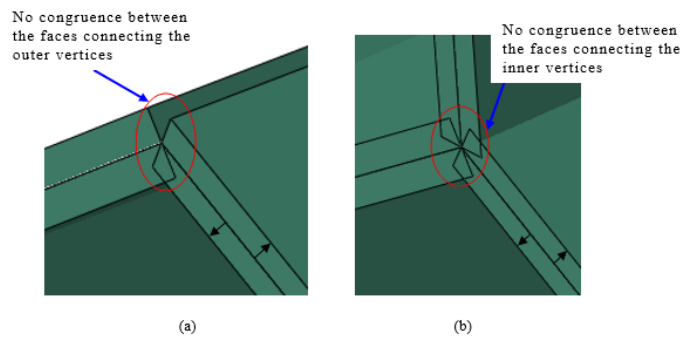 No congruence between
the faces connecting the
outer vertices
No congruence between
the faces connecting the
inner vertices
(a)
(b)